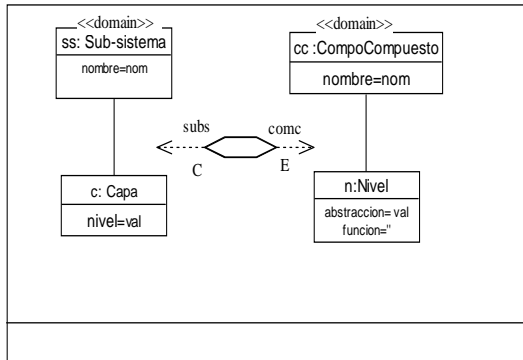 <<domain>>
ss: Sub-sistema
nombre=nom
<<domain>>
cc :CompoCompuesto
nombre=nom
subs
comc
C
E
c: Capa
nivel=val
n:Nivel
abstraccion= val
funcion=''